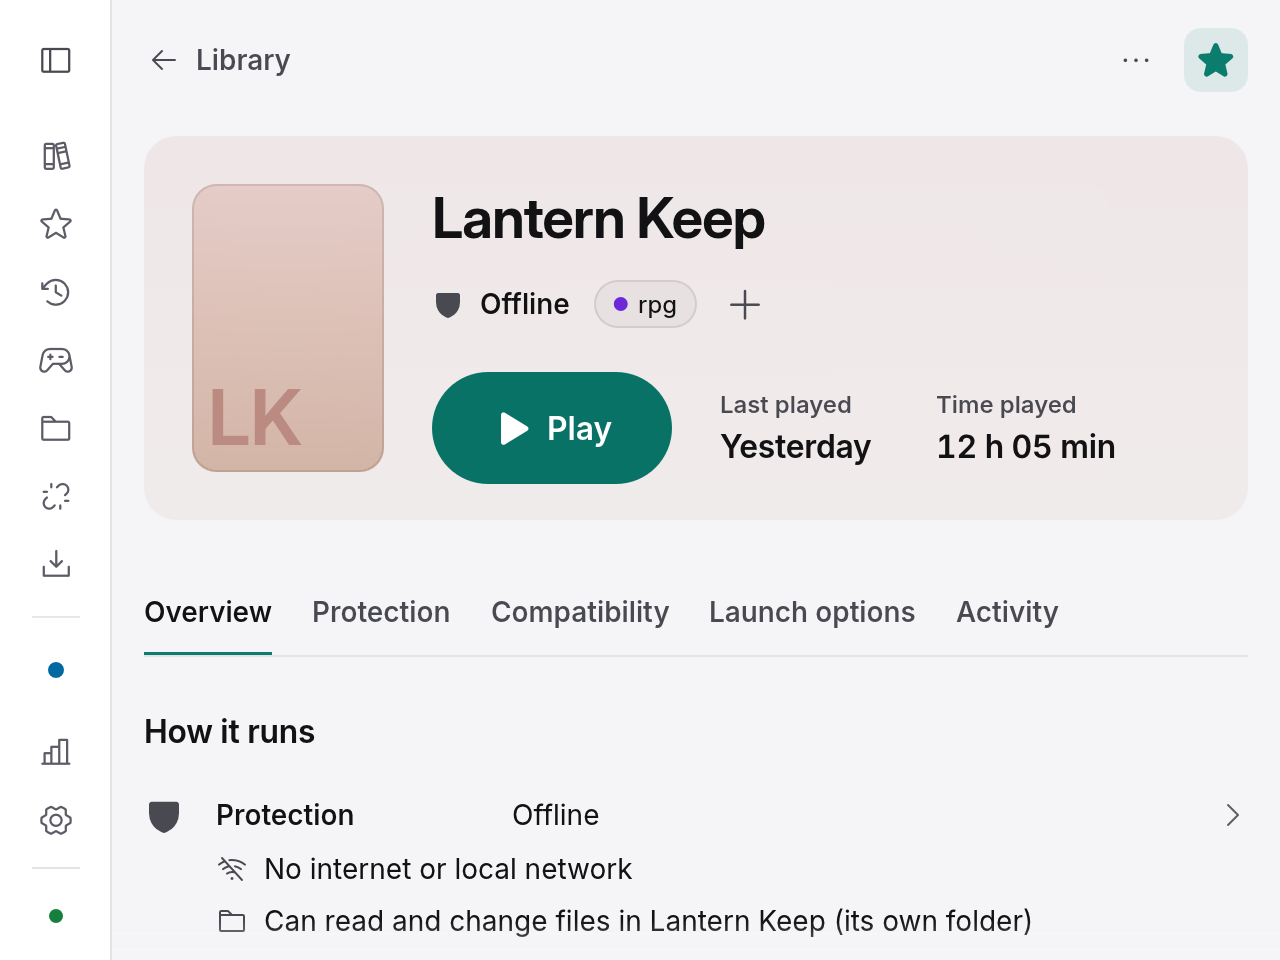 Library
Lantern Keep
Offline
rpg
LK
Play
Last played
Yesterday
Time played
12 h 05 min
Overview
Protection
Compatibility
Launch options
Activity
How it runs
Protection
Offline
No internet or local network
Can read and change files in Lantern Keep (its own folder)